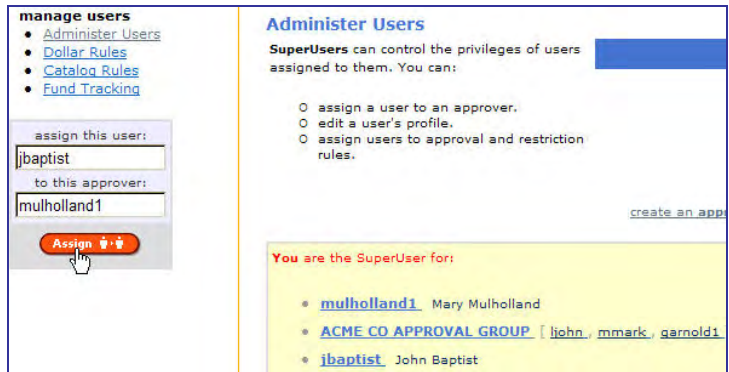 manage users
• Administer Users
• Dollar Rules
• Catalog Rules
• Fund Tracking
assign this user:
jbaptist
to this approver:
mulholland1
Assign
Administer Users
SuperUsers can control the privileges of users
assigned to them. You can:
o assign a user to an approver.
o edit a user's profile.
o assign users to approval and restriction
rules.
create an
You are the SuperUser for:
• mulholland1 Mary Mulholland
• ACME CO APPROVAL GROUP [ ljohn , mmark , garnold1
• jbaptist John Baptist